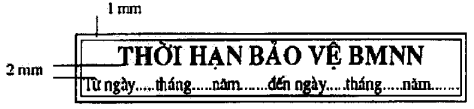 1 mm
THỜI HẠN BẢO VỆ BMNN
2 mm
Từ ngày.....tháng.....năm.......đến ngày....tháng....năm......